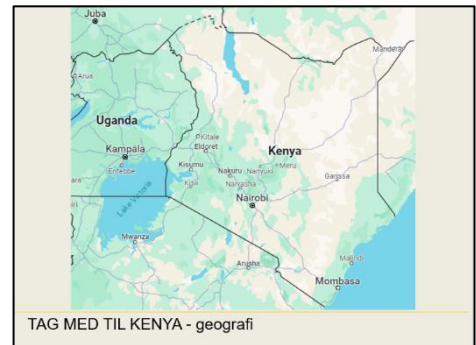 Juba
Mandera
Arua
Uganda
Kitale
Eldoret
Kenya
Kampala
Entebbe
Kisumu
Nakuru
Nanyuki
Meru
Kisii
Naivasha
Garissa
Lake Victoria
Nairobi
Mwanza
Arusha
Malindi
Mombasa
TAG MED TIL KENYA - geografi